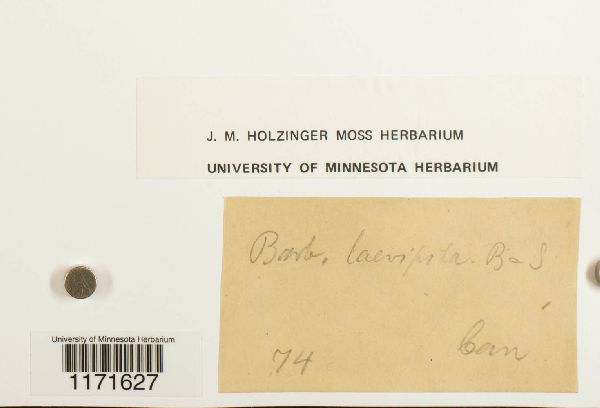 J. M. HOLZINGER MOSS HERBARIUM
UNIVERSITY OF MINNESOTA HERBARIUM
Barb. laevipila. B & S
74 Can
University of Minnesota Herbarium
1171627